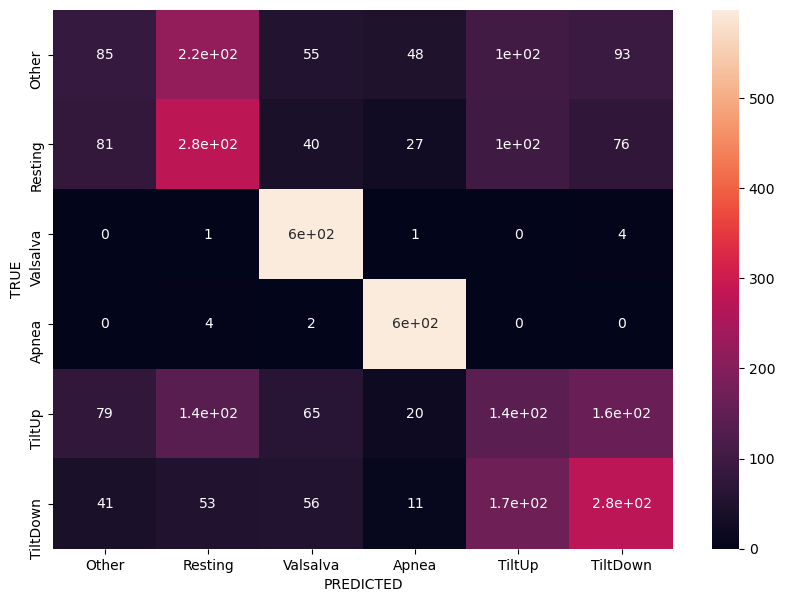 Other 85 2.2e+02 55 48 1e+02 93
Resting 81 2.8e+02 40 27 1e+02 76
Valsalva 0 1 6e+02 1 0 4
Apnea 0 4 2 6e+02 0 0
TiltUp 79 1.4e+02 65 20 1.4e+02 1.6e+02
TiltDown 41 53 56 11 1.7e+02 2.8e+02
Other Resting Valsalva Apnea TiltUp TiltDown
PREDICTED
TRUE
500
400
300
200
100
0